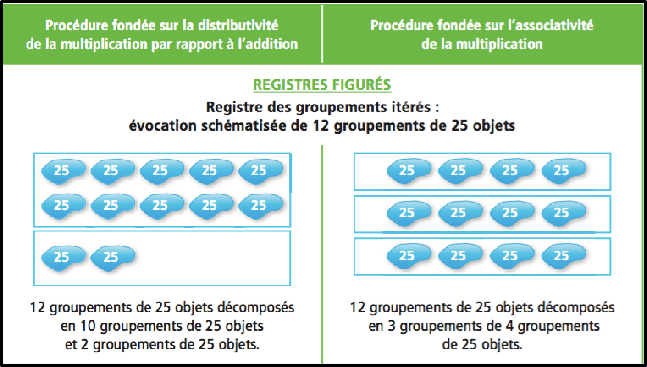 Procédure fondée sur la distributivité
de la multiplication par rapport à l'addition
Procédure fondée sur l'associativité
de la multiplication
REGISTRES FIGURÉS
Registre des groupements itérés :
évocation schématisée de 12 groupements de 25 objets
25 25 25 25 25
25 25 25 25 25
25 25
12 groupements de 25 objets décomposés
en 10 groupements de 25 objets
et 2 groupements de 25 objets.
25 25 25 25
25 25 25 25
25 25 25 25
12 groupements de 25 objets décomposés
en 3 groupements de 4 groupements
de 25 objets.